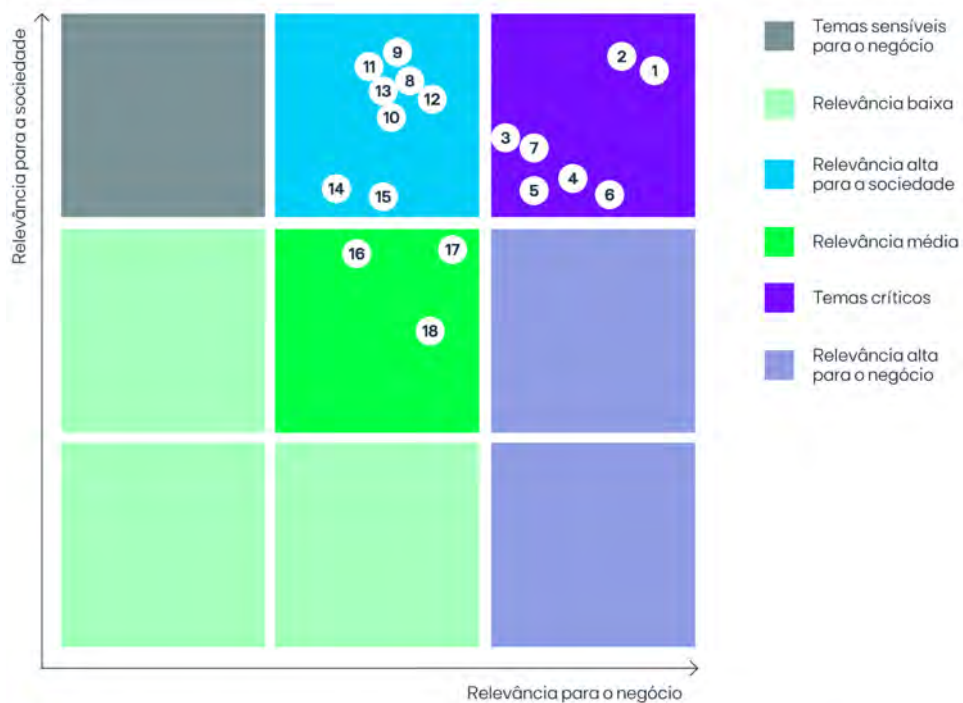 Relevância para a sociedade
9
11
8
13
12
10
14
15
2
1
3
7
4
5
6
16
17
18
Relevância para o negócio
Temas sensíveis
para o negócio
Relevância baixa
Relevância alta
para a sociedade
Relevância média
Temas críticos
Relevância alta
para o negócio